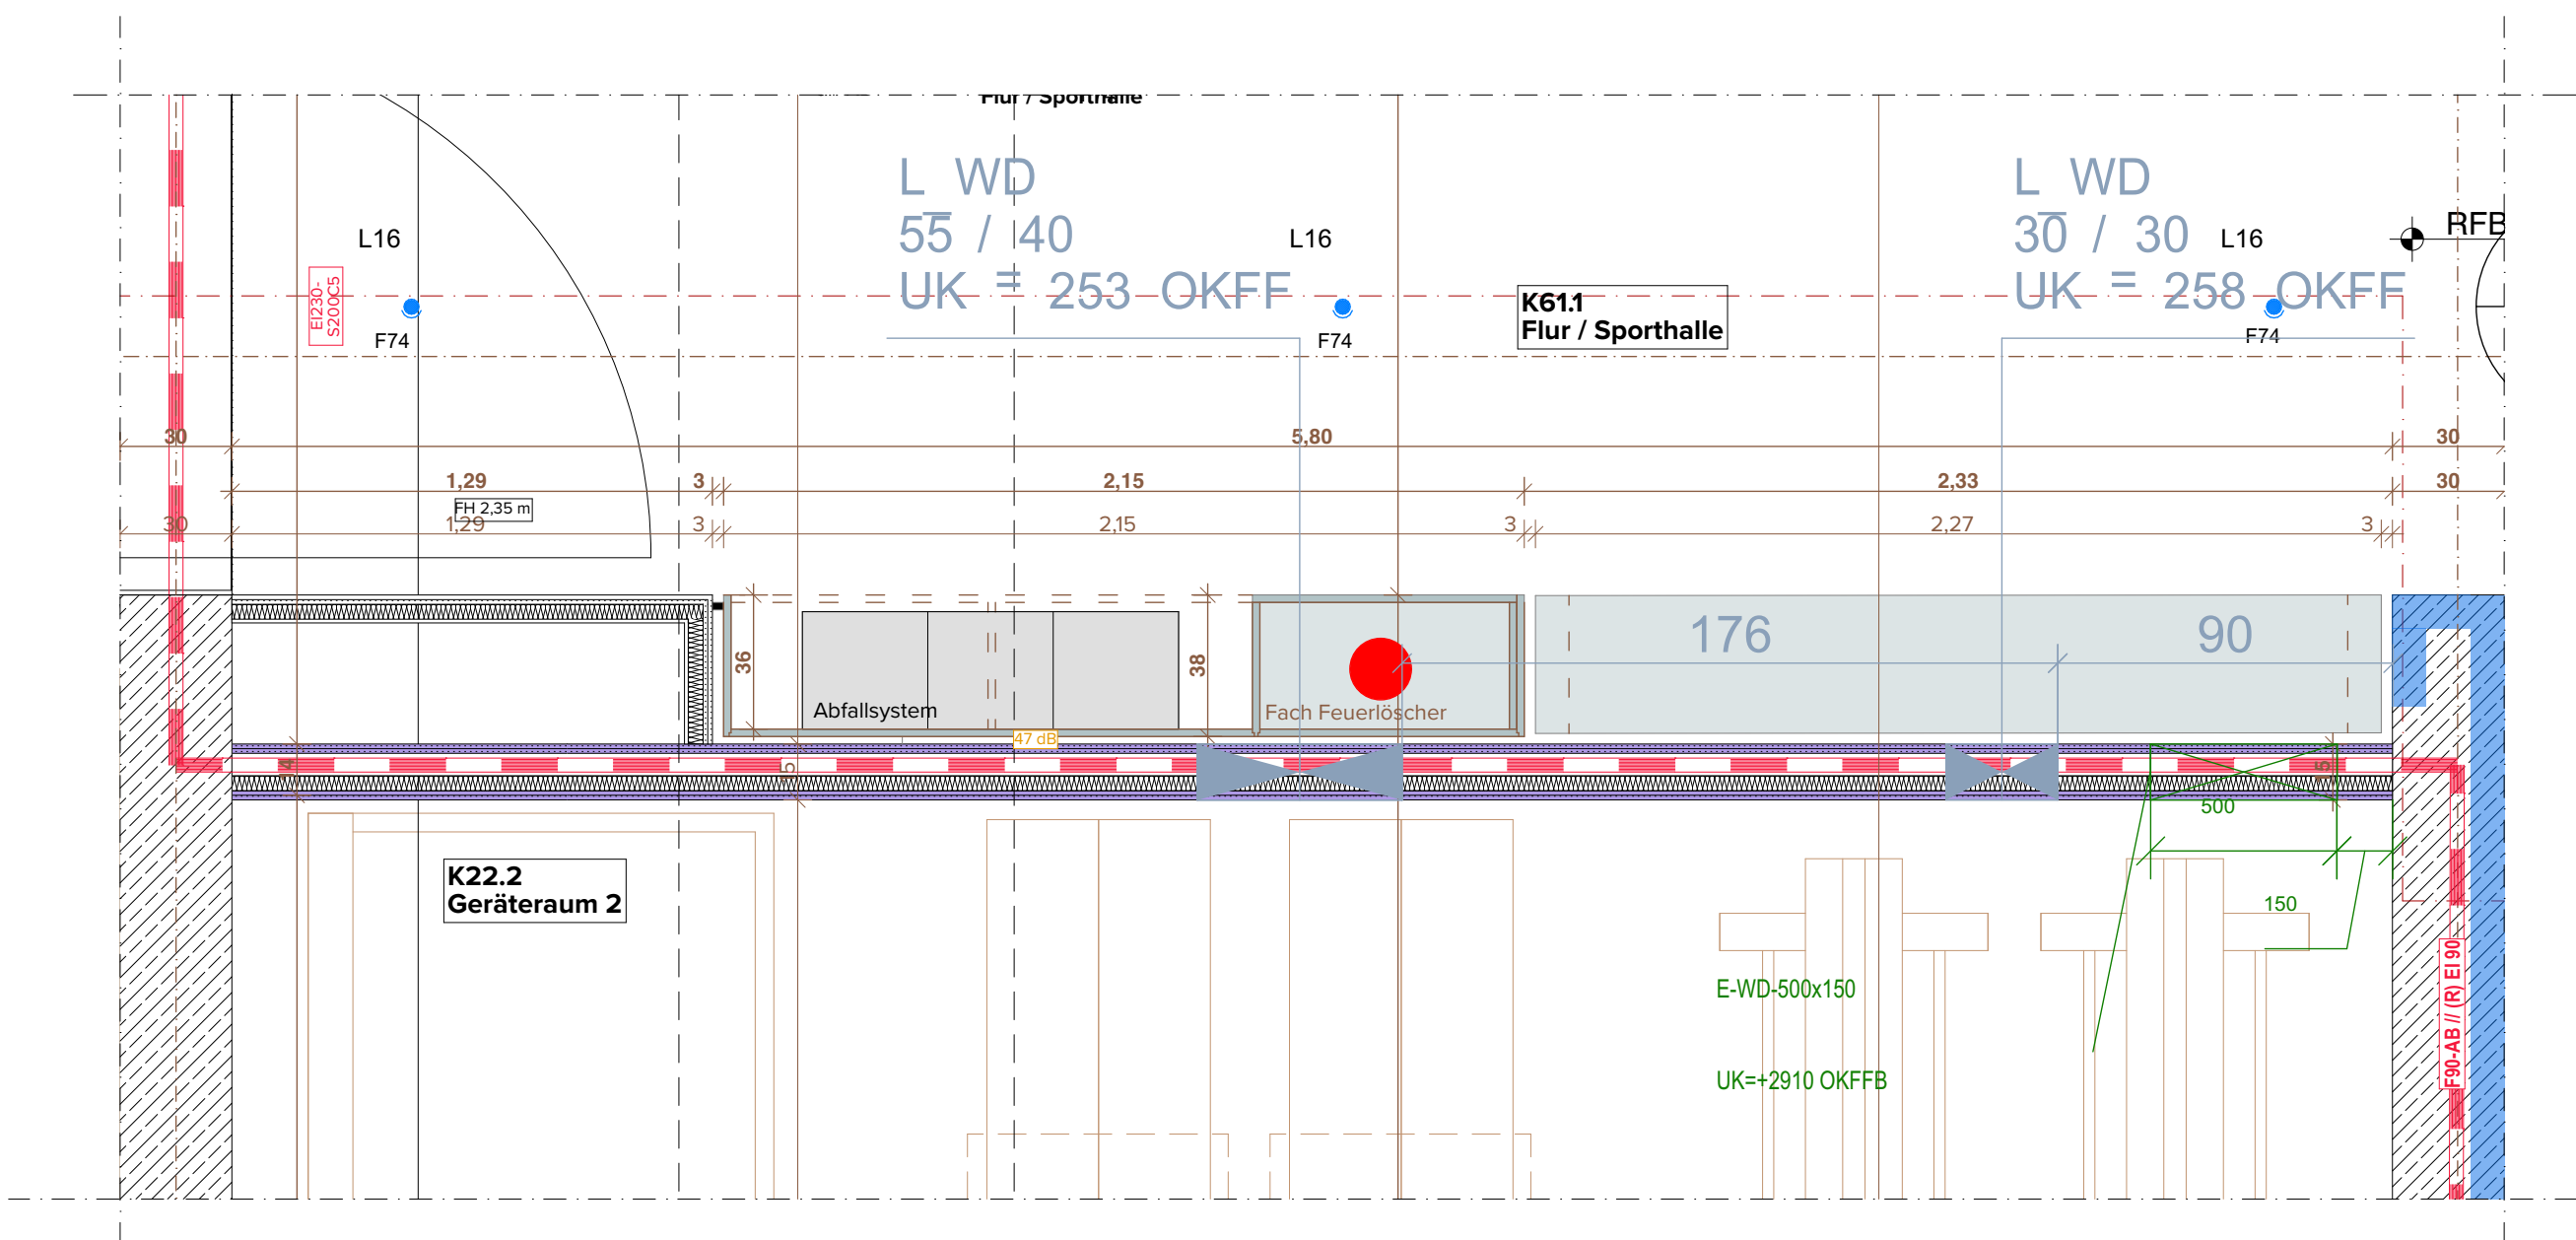 Flur / Sporthalle
L WD
55 / 40
UK = 253 OKFF
L WD
30 / 30
UK = 258 OKFF
L16
L16
L16
RFB
EI230-
S200C5
F74
F74
F74
K61.1
Flur / Sporthalle
30
5,80
30
1,29
3
2,15
2,33
30
FH 2,35 m
30
1,29
3
2,15
3
2,27
3
36
38
176
90
Abfallsystem
Fach Feuerlöscher
47 dB
14
15
15
500
K22.2
Geräteraum 2
150
E-WD-500x150
UK=+2910 OKFFB
F90-AB // (R) EI 90